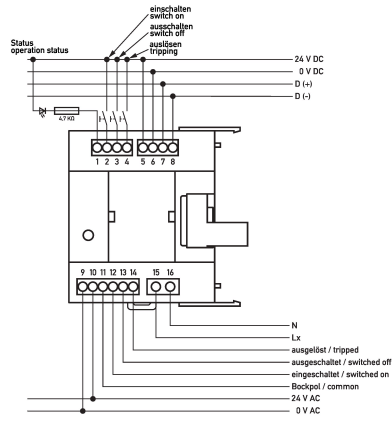 einschalten
switch on
ausschalten
switch off
auslösen
tripping
Status
operation status
24 V DC
0 V DC
D (+)
D (-)
4,7 KΩ
1 2 3 4 5 6 7 8
9 10 11 12 13 14 15 16
N
Lx
ausgelöst / tripped
ausgeschaltet / switched off
eingeschaltet / switched on
Bockpol / common
24 V AC
0 V AC